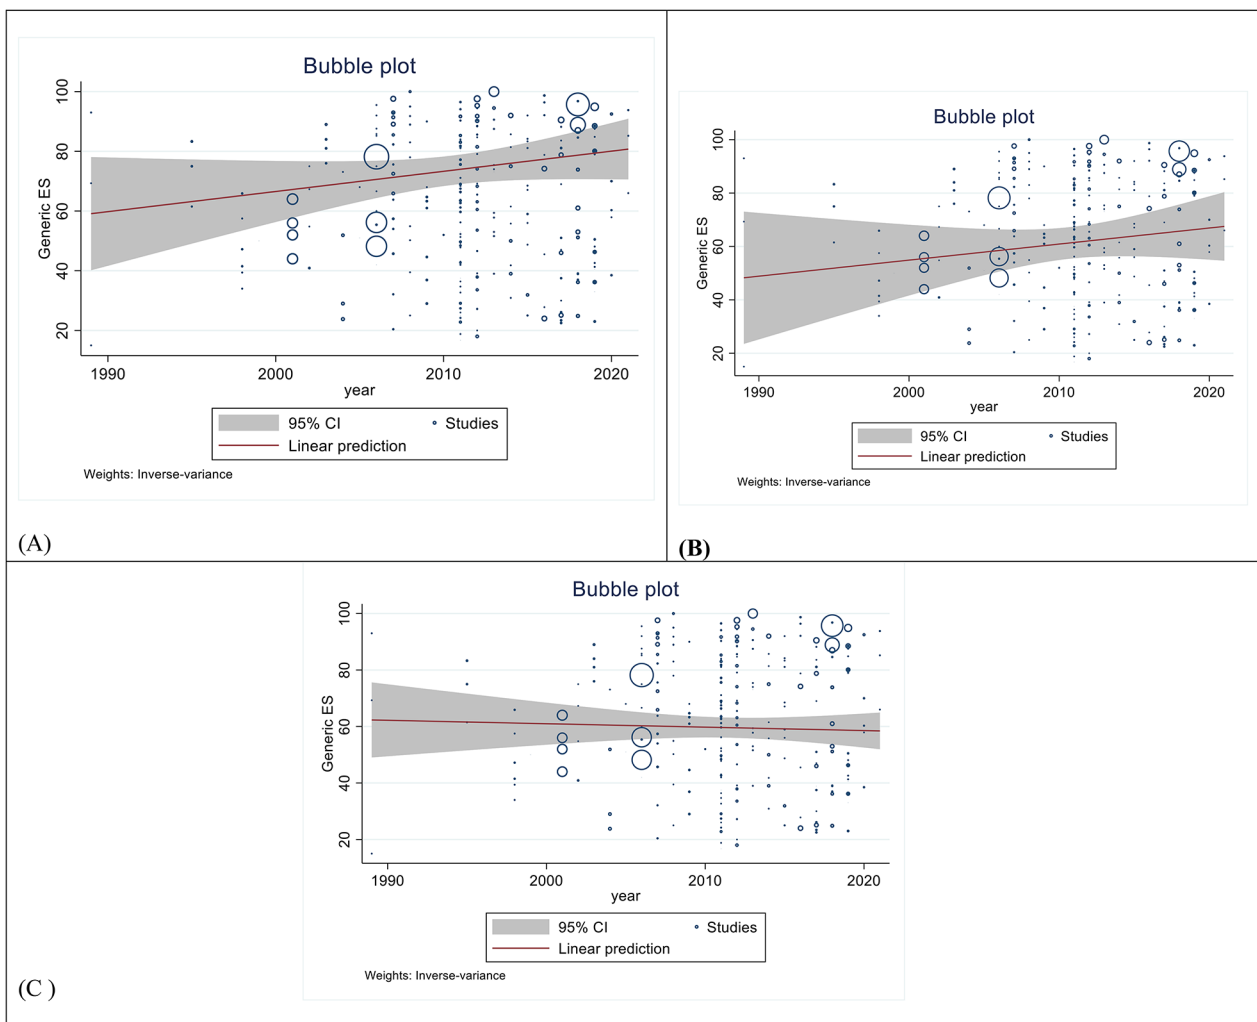 Bubble plot
Generic ES
100
80
60
40
20
1990 2000 2010 2020
year
95% CI Studies
Linear prediction
Weights: Inverse-variance
(A)
Bubble plot
Generic ES
100
80
60
40
20
1990 2000 2010 2020
year
95% CI Studies
Linear prediction
Weights: Inverse-variance
(B)
Bubble plot
Generic ES
100
80
60
40
20
1990 2000 2010 2020
year
95% CI Studies
Linear prediction
Weights: Inverse-variance
(C )